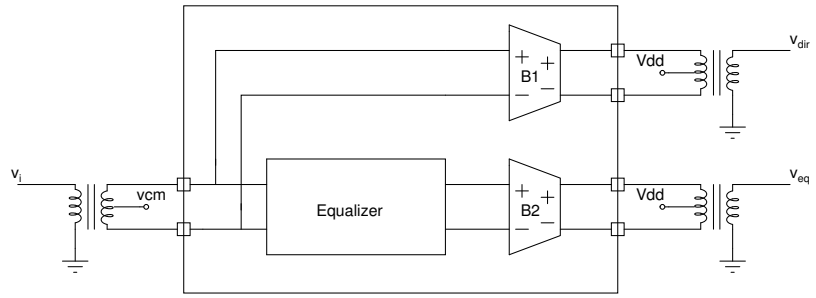 v_dir
+
+
B1
Vdd
−
−
v_i
vcm
Equalizer
+
+
B2
Vdd
−
−
v_eq